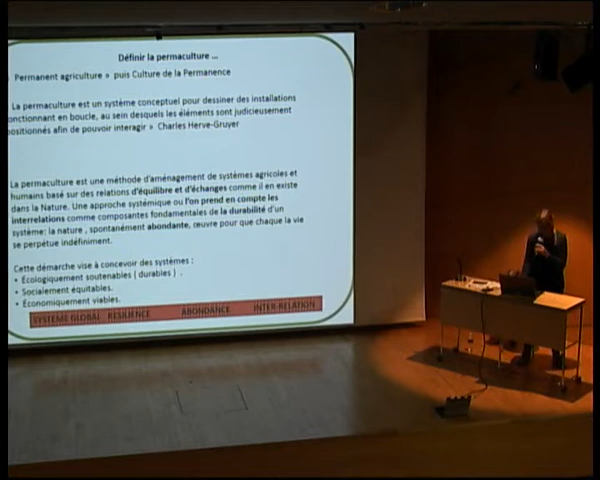 Définir la permaculture ...
Permanent agriculture » puis Culture de la Permanence
La permaculture est un système conceptuel pour dessiner des installations
onctionnant en boucle, au sein desquels les éléments sont judicieusement
ositionnés afin de pouvoir interagir » Charles Herve-Gruyer
La permaculture est une méthode d'aménagement de systèmes agricoles et
humains basé sur des relations d'équilibre et d'échanges comme il en existe
dans la Nature. Une approche systémique ou l'on prend en compte les
interrelations comme composantes fondamentales de la durabilité d'un
système: la nature , spontanément abondante, œuvre pour que chaque la vie
se perpétue indéfiniment.
Cette démarche vise à concevoir des systèmes :
• Écologiquement soutenables ( durables ) .
• Socialement équitables.
• Économiquement viables.
SYSTEME GLOBAL RESILIENCE ABONDANCE INTER-RELATION